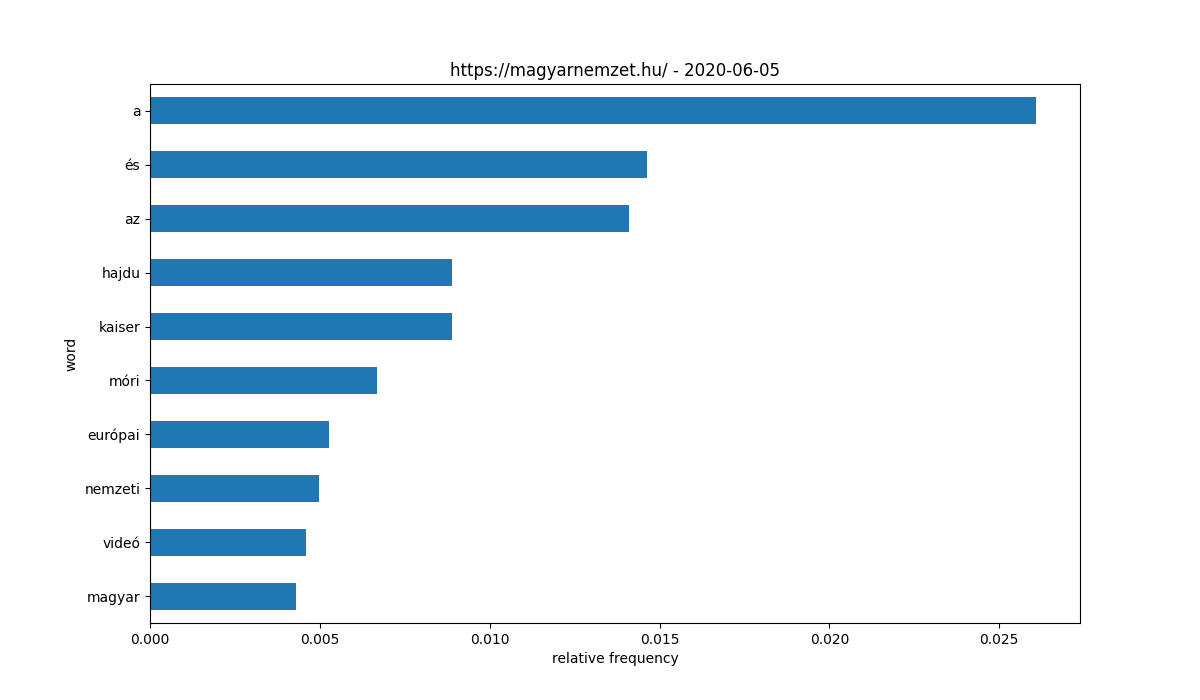 https://magyarnemzet.hu/ - 2020-06-05
a
és
az
hajdu
kaiser
móri
európai
nemzeti
videó
magyar
word
0.000 0.005 0.010 0.015 0.020 0.025
relative frequency